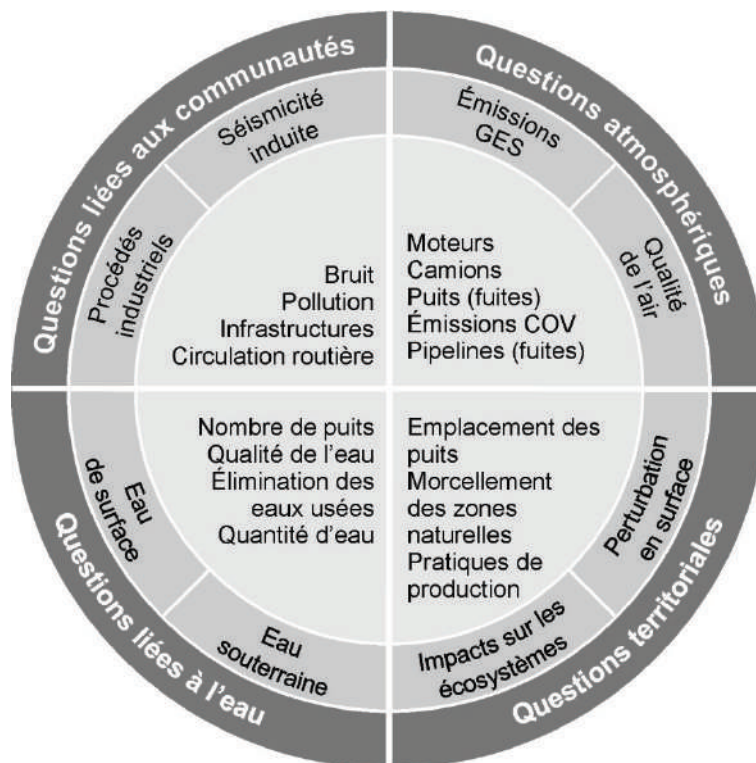 Questions liées aux communautés
Séismicité
induite
Procédés
industriels
Bruit
Pollution
Infrastructures
Circulation routière
Questions atmosphériques
Émissions
GES
Qualité
de l'air
Moteurs
Camions
Puits (fuites)
Émissions COV
Pipelines (fuites)
Questions liées à l'eau
Eau
de surface
Eau
souterraine
Nombre de puits
Qualité de l'eau
Élimination des
eaux usées
Quantité d'eau
Questions territoriales
Perturbation
en surface
Impacts sur les
écosystèmes
Emplacement des
puits
Morcellement
des zones
naturelles
Pratiques de
production